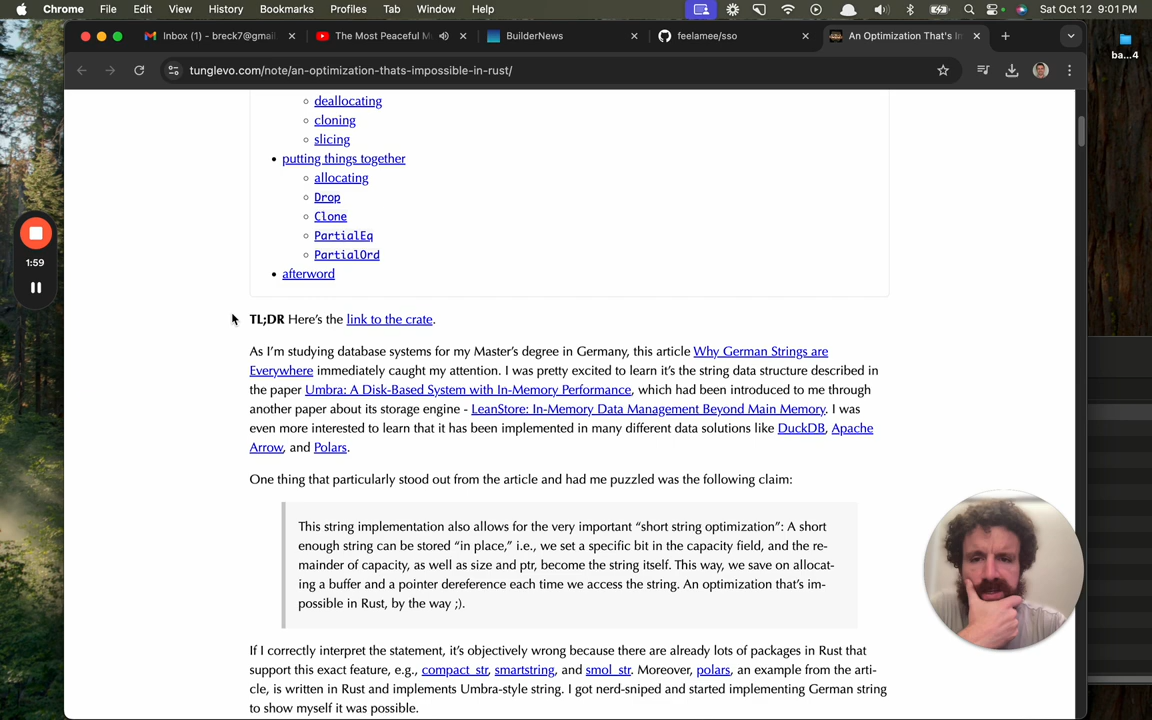 Chrome File Edit View History Bookmarks Profiles Tab Window Help Sat Oct 12 9:01 PM
Inbox (1) - breck7@gmai
The Most Peaceful M
BuilderNews
feelamee/sso
An Optimization That's I
ba...4
tunglevo.com/note/an-optimization-thats-impossible-in-rust/
deallocating
cloning
slicing
putting things together
allocating
Drop
Clone
PartialEq
PartialOrd
afterword
1:59
TL;DR Here's the link to the crate.
As I'm studying database systems for my Master's degree in Germany, this article Why German Strings are
Everywhere immediately caught my attention. I was pretty excited to learn it's the string data structure described in
the paper Umbra: A Disk-Based System with In-Memory Performance, which had been introduced to me through
another paper about its storage engine - LeanStore: In-Memory Data Management Beyond Main Memory. I was
even more interested to learn that it has been implemented in many different data solutions like DuckDB, Apache
Arrow, and Polars.
One thing that particularly stood out from the article and had me puzzled was the following claim:
This string implementation also allows for the very important “short string optimization”: A short
enough string can be stored “in place,” i.e., we set a specific bit in the capacity field, and the re-
mainder of capacity, as well as size and ptr, become the string itself. This way, we save on allocat-
ing a buffer and a pointer dereference each time we access the string. An optimization that's im-
possible in Rust, by the way ;).
If I correctly interpret the statement, it's objectively wrong because there are already lots of packages in Rust that
support this exact feature, e.g., compact_str, smartstring, and smol_str. Moreover, polars, an example from the arti-
cle, is written in Rust and implements Umbra-style string. I got nerd-sniped and started implementing German string
to show myself it was possible.